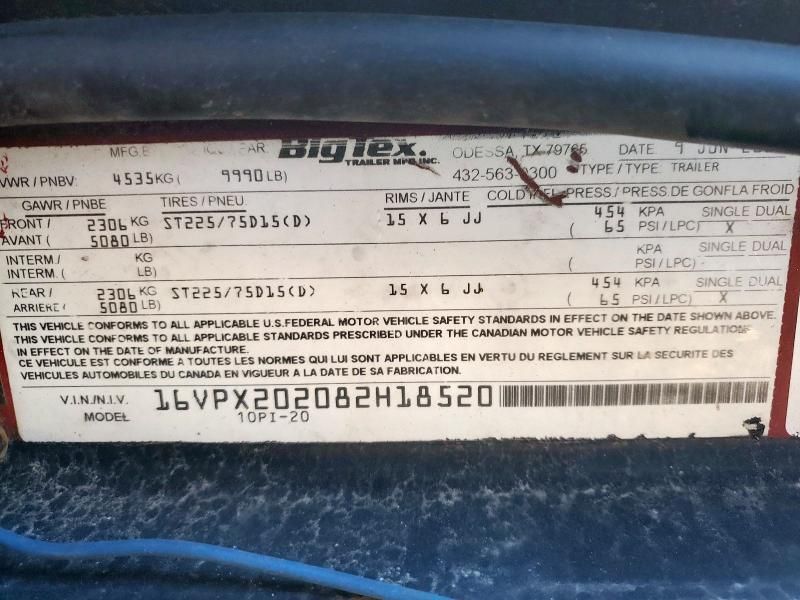 BigTex. ODESSA, TX 79765 DATE 9 JUN
TRAILER MFG, INC.
VWR / PNBV: 4535KG ( 9990LB) 432-563-0300 TYPE / TYPE: TRAILER
GAWR / PNBE TIRES / PNEU RIMS / JANTE COLD PRESS./ PRESS. DE GONFLA FROID
FRONT / 2306 KG ST225/75D15(D) 15 X 6 JJ 454 KPA SINGLE DUAL
AVANT ( 5080 LB) ( 65 PSI / LPC) X
INTERM. / KG KPA SINGLE DUAL
INTERM. ( LB) ( PSI / LPC)
REAR / 2306 KG ST225/75D15(D) 15 X 6 JJ 454 KPA SINGLE DUAL
ARRIERE ( 5080 LB) ( 65 PSI / LPC) X
THIS VEHICLE CONFORMS TO ALL APPLICABLE U.S. FEDERAL MOTOR VEHICLE SAFETY STANDARDS IN EFFECT ON THE DATE SHOWN ABOVE.
THIS VEHICLE CONFORMS TO ALL APPLICABLE STANDARDS PRESCRIBED UNDER THE CANADIAN MOTOR VEHICLE SAFETY REGULATIONS
IN EFFECT ON THE DATE OF MANUFACTURE.
CE VEHICULE EST CONFORME A TOUTES LES NORMES QUI LUI SONT APPLICABLES EN VERTU DU REGLEMENT SUR LA SECURITE DES
VEHICULES AUTOMOBILES DU CANADA EN VIGUEUR A LA DATE DE SA FABRICATION.
V.I.N./N.I.V. 16VPX202082H18520
MODEL 10PI-20